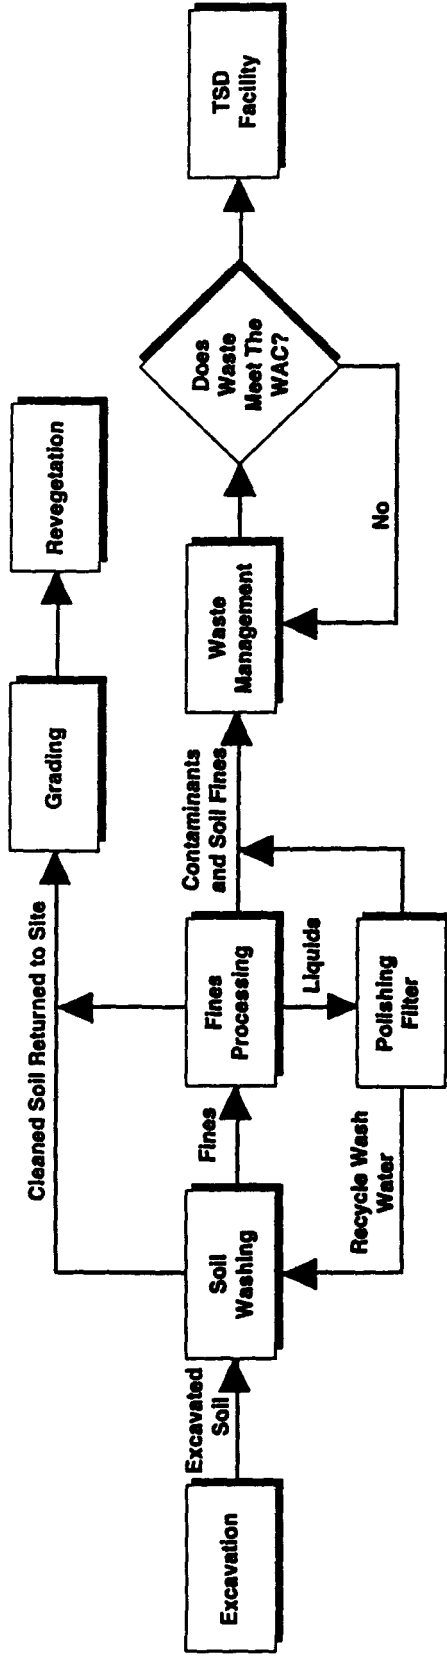 Excavation
Excavated
Soil
Soil
Washing
Cleaned Soil Returned to Site
Fines
Recycle Wash
Water
Fines
Processing
Liquids
Polishing
Filter
Contaminants
and Soil Fines
Grading
Revegetation
Waste
Management
No
Does
Waste
Meet The
WAC?
TSD
Facility